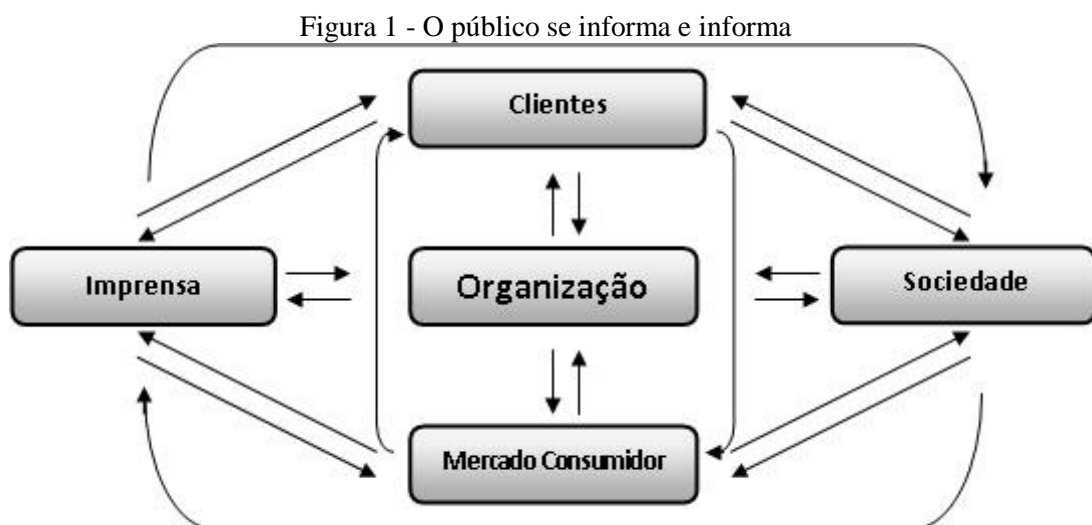 Figura 1 - O público se informa e informa
Clientes
Imprensa
Organização
Sociedade
Mercado Consumidor